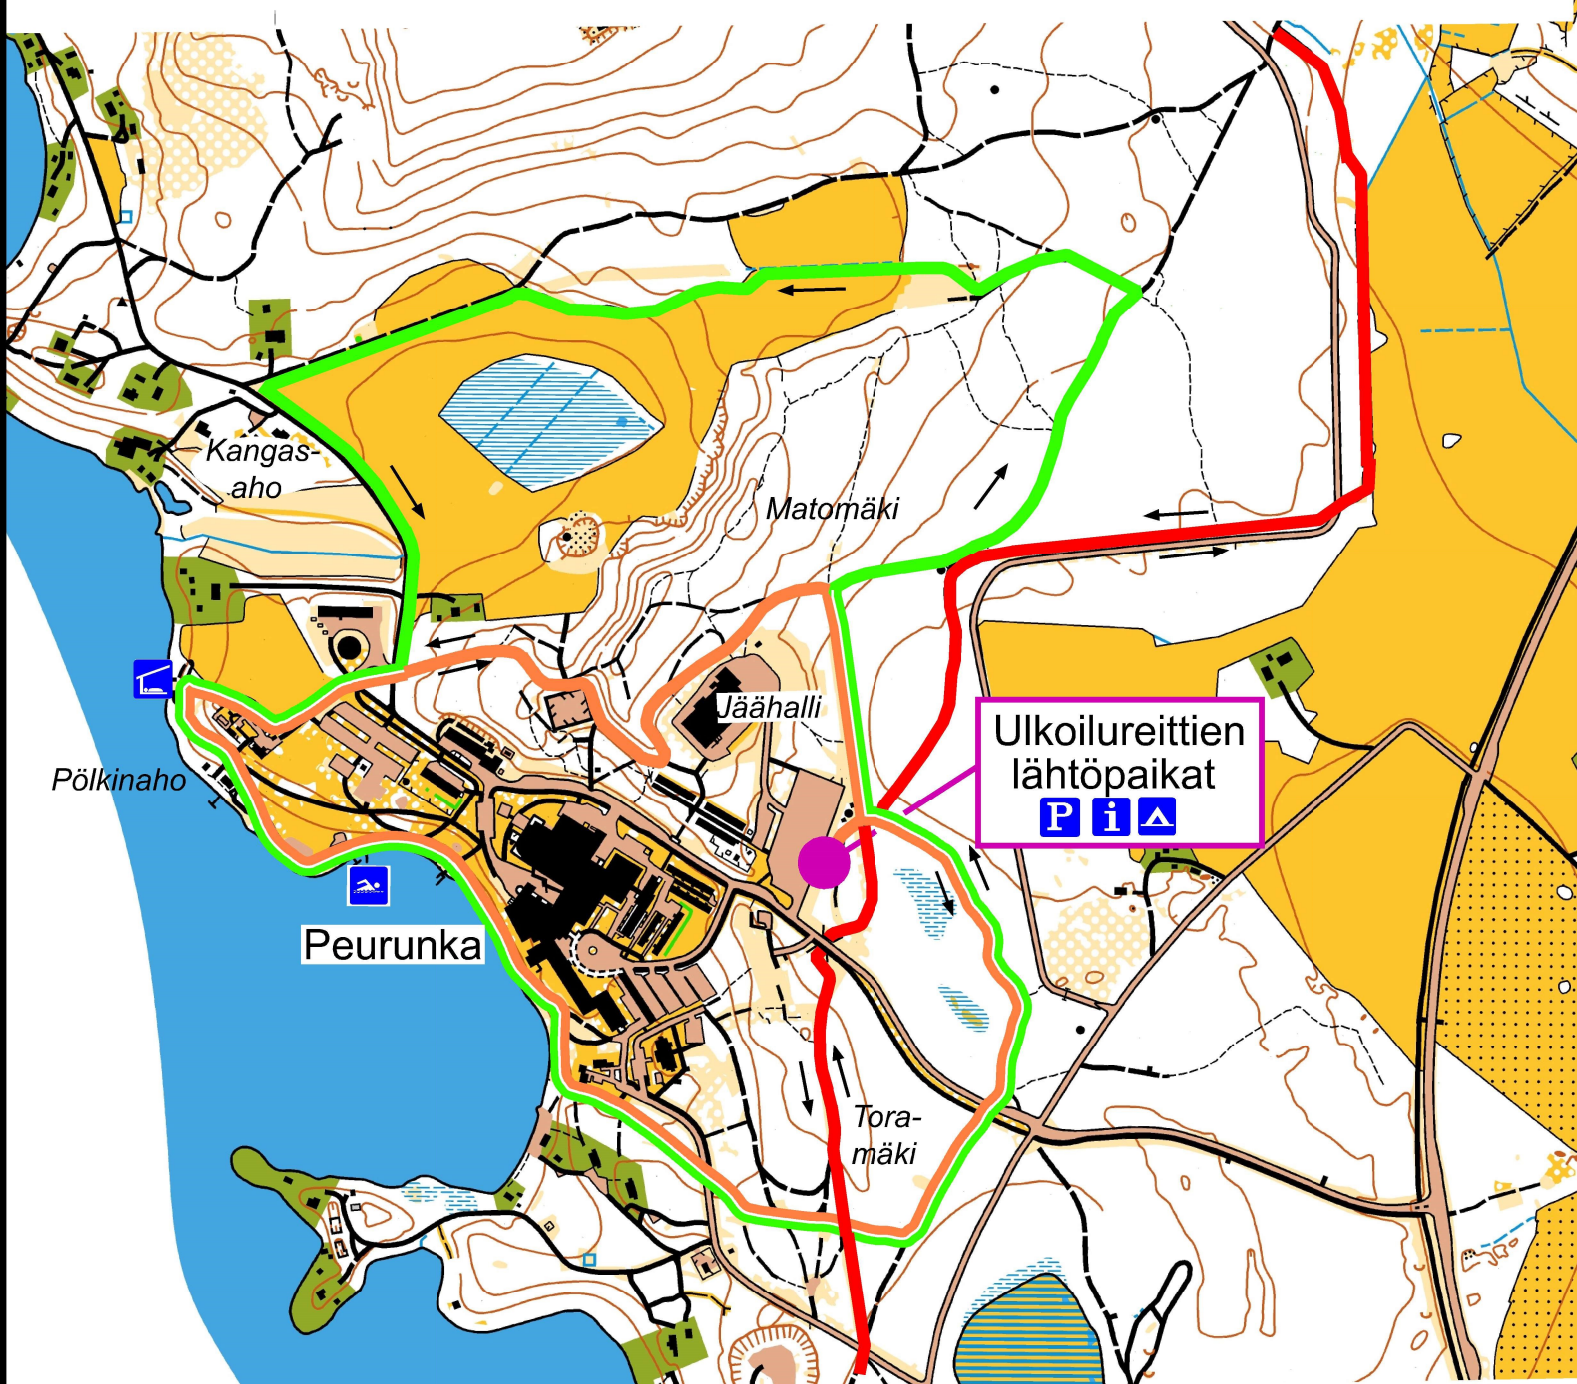 Kangas-
aho
Matomäki
Jäähalli
Ulkoilureittien
lähtöpaikat
P i
Pölkinaho
Peurunka
Tora-
mäki